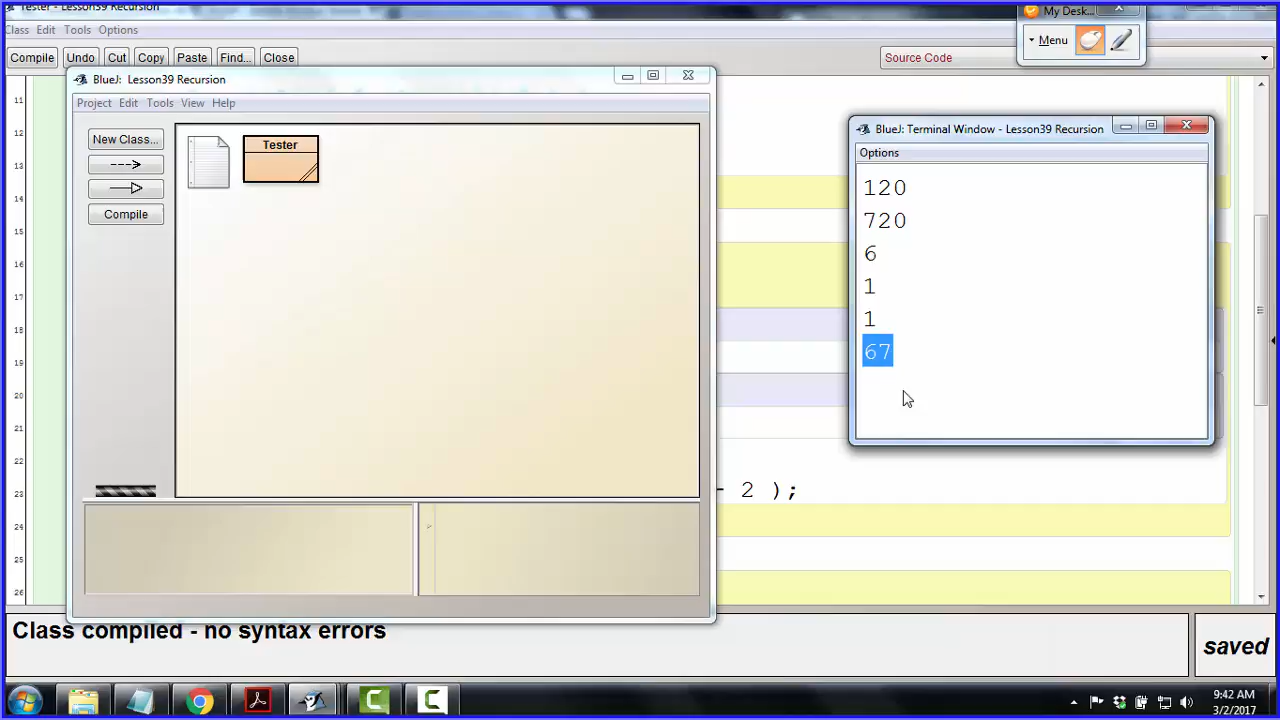 Tester - Lesson39 Recursion
My Desk...
Class Edit Tools Options
Menu
Compile Undo Cut Copy Paste Find... Close
Source Code
BlueJ: Lesson39 Recursion
Project Edit Tools View Help
New Class...
Compile
Tester
BlueJ: Terminal Window - Lesson39 Recursion
Options
120
720
6
1
1
67
11
12
13
14
15
16
17
18
19
20
21
22
23
- 2 );
24
25
26
Class compiled - no syntax errors
saved
9:42 AM
3/2/2017